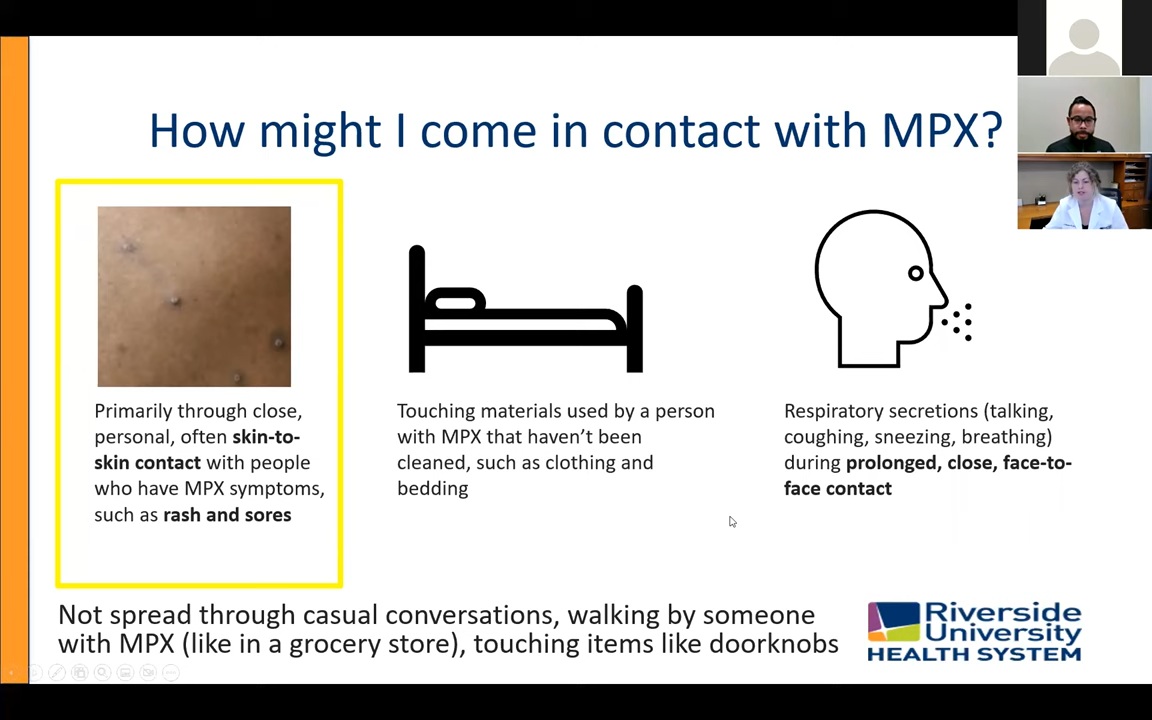 How might I come in contact with MPX?
Primarily through close,
personal, often skin-to-
skin contact with people
who have MPX symptoms,
such as rash and sores
Touching materials used by a person
with MPX that haven't been
cleaned, such as clothing and
bedding
Respiratory secretions (talking,
coughing, sneezing, breathing)
during prolonged, close, face-to-
face contact
Not spread through casual conversations, walking by someone
with MPX (like in a grocery store), touching items like doorknobs
Riverside
University
HEALTH SYSTEM